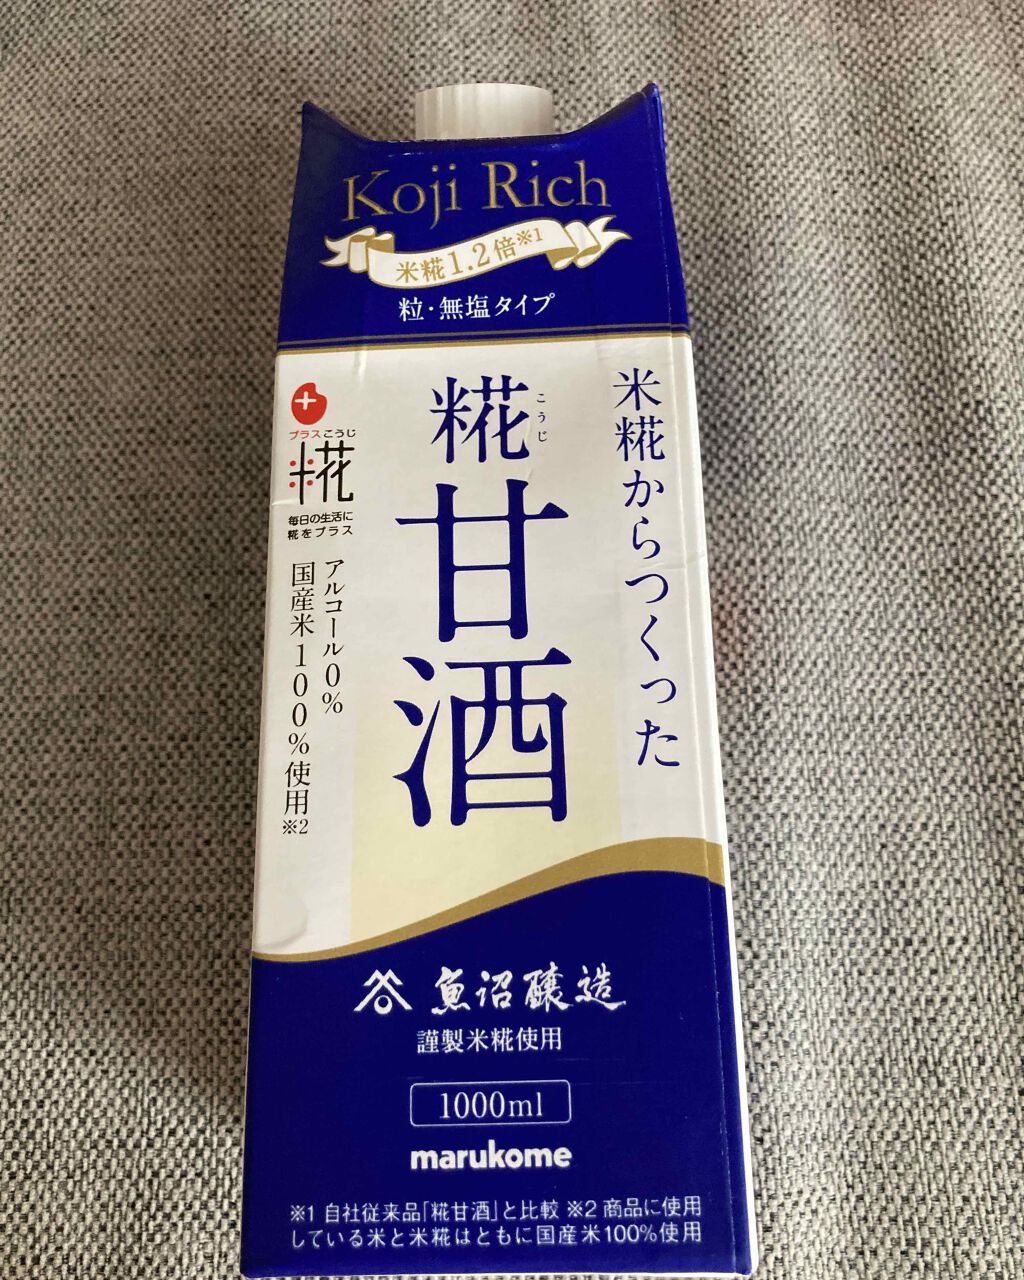 Koji Rich
米糀1.2倍※1
粒・無塩タイプ
米糀からつくった
糀甘酒
こうじ
プラスこうじ
糀
毎日の生活に
糀をプラス
アルコール0%
国産米100%使用※2
魚沼醸造
謹製米糀使用
1000ml
marukome
※1 自社従来品「糀甘酒」と比較 ※2 商品に使用
している米と米糀はともに国産米100%使用